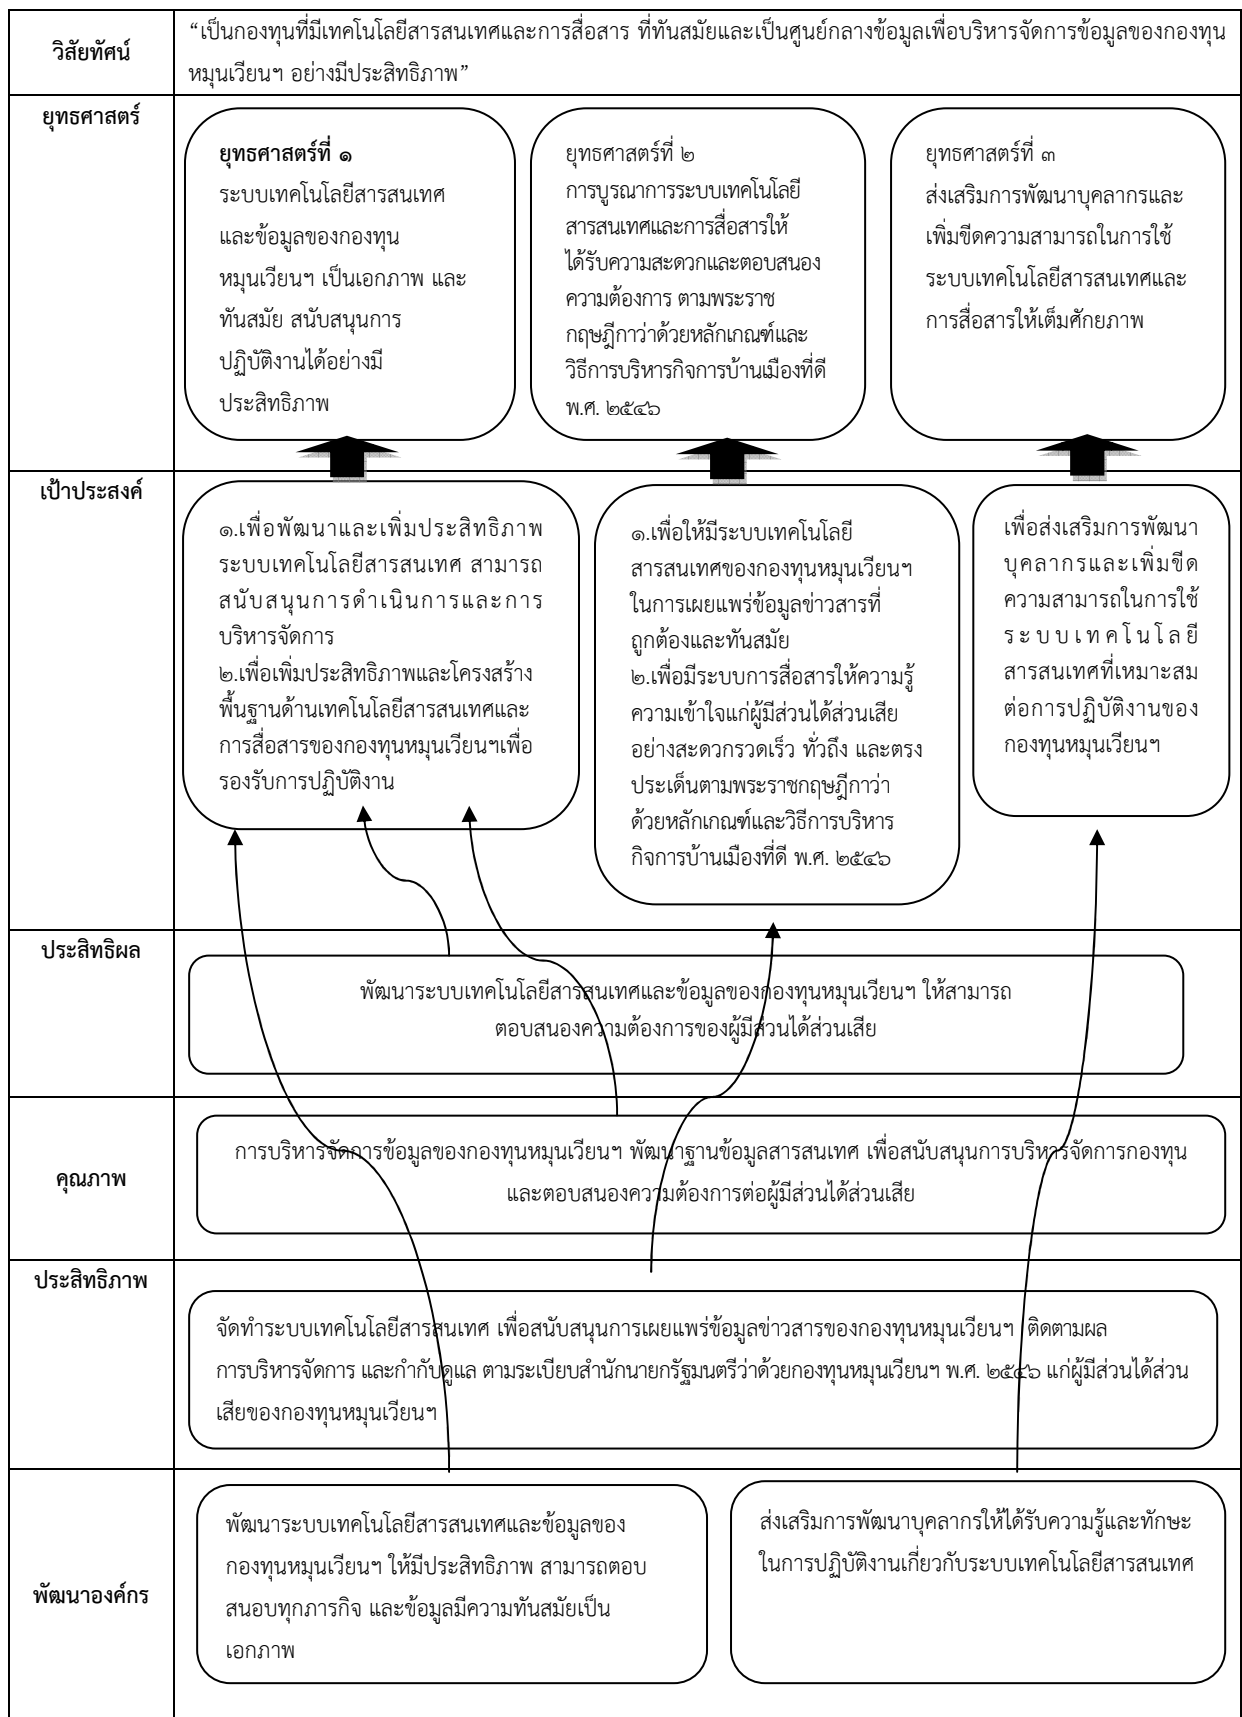 วิสัยทัศน์
“เป็นกองทุนที่มีเทคโนโลยีสารสนเทศและการสื่อสาร ที่ทันสมัยและเป็นศูนย์กลางข้อมูลเพื่อบริหารจัดการข้อมูลของกองทุน
หมุนเวียนฯ อย่างมีประสิทธิภาพ”
ยุทธศาสตร์
ยุทธศาสตร์ที่ ๑
ระบบเทคโนโลยีสารสนเทศ
และข้อมูลของกองทุน
หมุนเวียนฯ เป็นเอกภาพ และ
ทันสมัย สนับสนุนการ
ปฏิบัติงานได้อย่างมี
ประสิทธิภาพ
ยุทธศาสตร์ที่ ๒
การบูรณาการระบบเทคโนโลยี
สารสนเทศและการสื่อสารให้
ได้รับความสะดวกและตอบสนอง
ความต้องการ ตามพระราช
กฤษฎีกาว่าด้วยหลักเกณฑ์และ
วิธีการบริหารกิจการบ้านเมืองที่ดี
พ.ศ. ๒๕๔๖
ยุทธศาสตร์ที่ ๓
ส่งเสริมการพัฒนาบุคลากรและ
เพิ่มขีดความสามารถในการใช้
ระบบเทคโนโลยีสารสนเทศและ
การสื่อสารให้เต็มศักยภาพ
เป้าประสงค์
๑.เพื่อพัฒนาและเพิ่มประสิทธิภาพ
ระบบเทคโนโลยีสารสนเทศ สามารถ
สนับสนุนการดำเนินการและการ
บริหารจัดการ
๒.เพื่อเพิ่มประสิทธิภาพและโครงสร้าง
พื้นฐานด้านเทคโนโลยีสารสนเทศและ
การสื่อสารของกองทุนหมุนเวียนฯเพื่อ
รองรับการปฏิบัติงาน
๑.เพื่อให้มีระบบเทคโนโลยี
สารสนเทศของกองทุนหมุนเวียนฯ
ในการเผยแพร่ข้อมูลข่าวสารที่
ถูกต้องและทันสมัย
๒.เพื่อมีระบบการสื่อสารให้ความรู้
ความเข้าใจแก่ผู้มีส่วนได้ส่วนเสีย
อย่างสะดวกรวดเร็ว ทั่วถึง และตรง
ประเด็นตามพระราชกฤษฎีกาว่า
ด้วยหลักเกณฑ์และวิธีการบริหาร
กิจการบ้านเมืองที่ดี พ.ศ. ๒๕๔๖
เพื่อส่งเสริมการพัฒนา
บุคลากรและเพิ่มขีด
ความสามารถในการใช้
ระบบเทคโนโลยี
สารสนเทศที่เหมาะสม
ต่อการปฏิบัติงานของ
กองทุนหมุนเวียนฯ
ประสิทธิผล
พัฒนาระบบเทคโนโลยีสารสนเทศและข้อมูลของกองทุนหมุนเวียนฯ ให้สามารถ
ตอบสนองความต้องการของผู้มีส่วนได้ส่วนเสีย
คุณภาพ
การบริหารจัดการข้อมูลของกองทุนหมุนเวียนฯ พัฒนาฐานข้อมูลสารสนเทศ เพื่อสนับสนุนการบริหารจัดการกองทุน
และตอบสนองความต้องการต่อผู้มีส่วนได้ส่วนเสีย
ประสิทธิภาพ
จัดทำระบบเทคโนโลยีสารสนเทศ เพื่อสนับสนุนการเผยแพร่ข้อมูลข่าวสารของกองทุนหมุนเวียนฯ ติดตามผล
การบริหารจัดการ และกำกับดูแล ตามระเบียบสำนักนายกรัฐมนตรีว่าด้วยกองทุนหมุนเวียนฯ พ.ศ. ๒๕๔๖ แก่ผู้มีส่วนได้ส่วน
เสียของกองทุนหมุนเวียนฯ
พัฒนาองค์กร
พัฒนาระบบเทคโนโลยีสารสนเทศและข้อมูลของ
กองทุนหมุนเวียนฯ ให้มีประสิทธิภาพ สามารถตอบ
สนอบทุกภารกิจ และข้อมูลมีความทันสมัยเป็น
เอกภาพ
ส่งเสริมการพัฒนาบุคลากรให้ได้รับความรู้และทักษะ
ในการปฏิบัติงานเกี่ยวกับระบบเทคโนโลยีสารสนเทศ